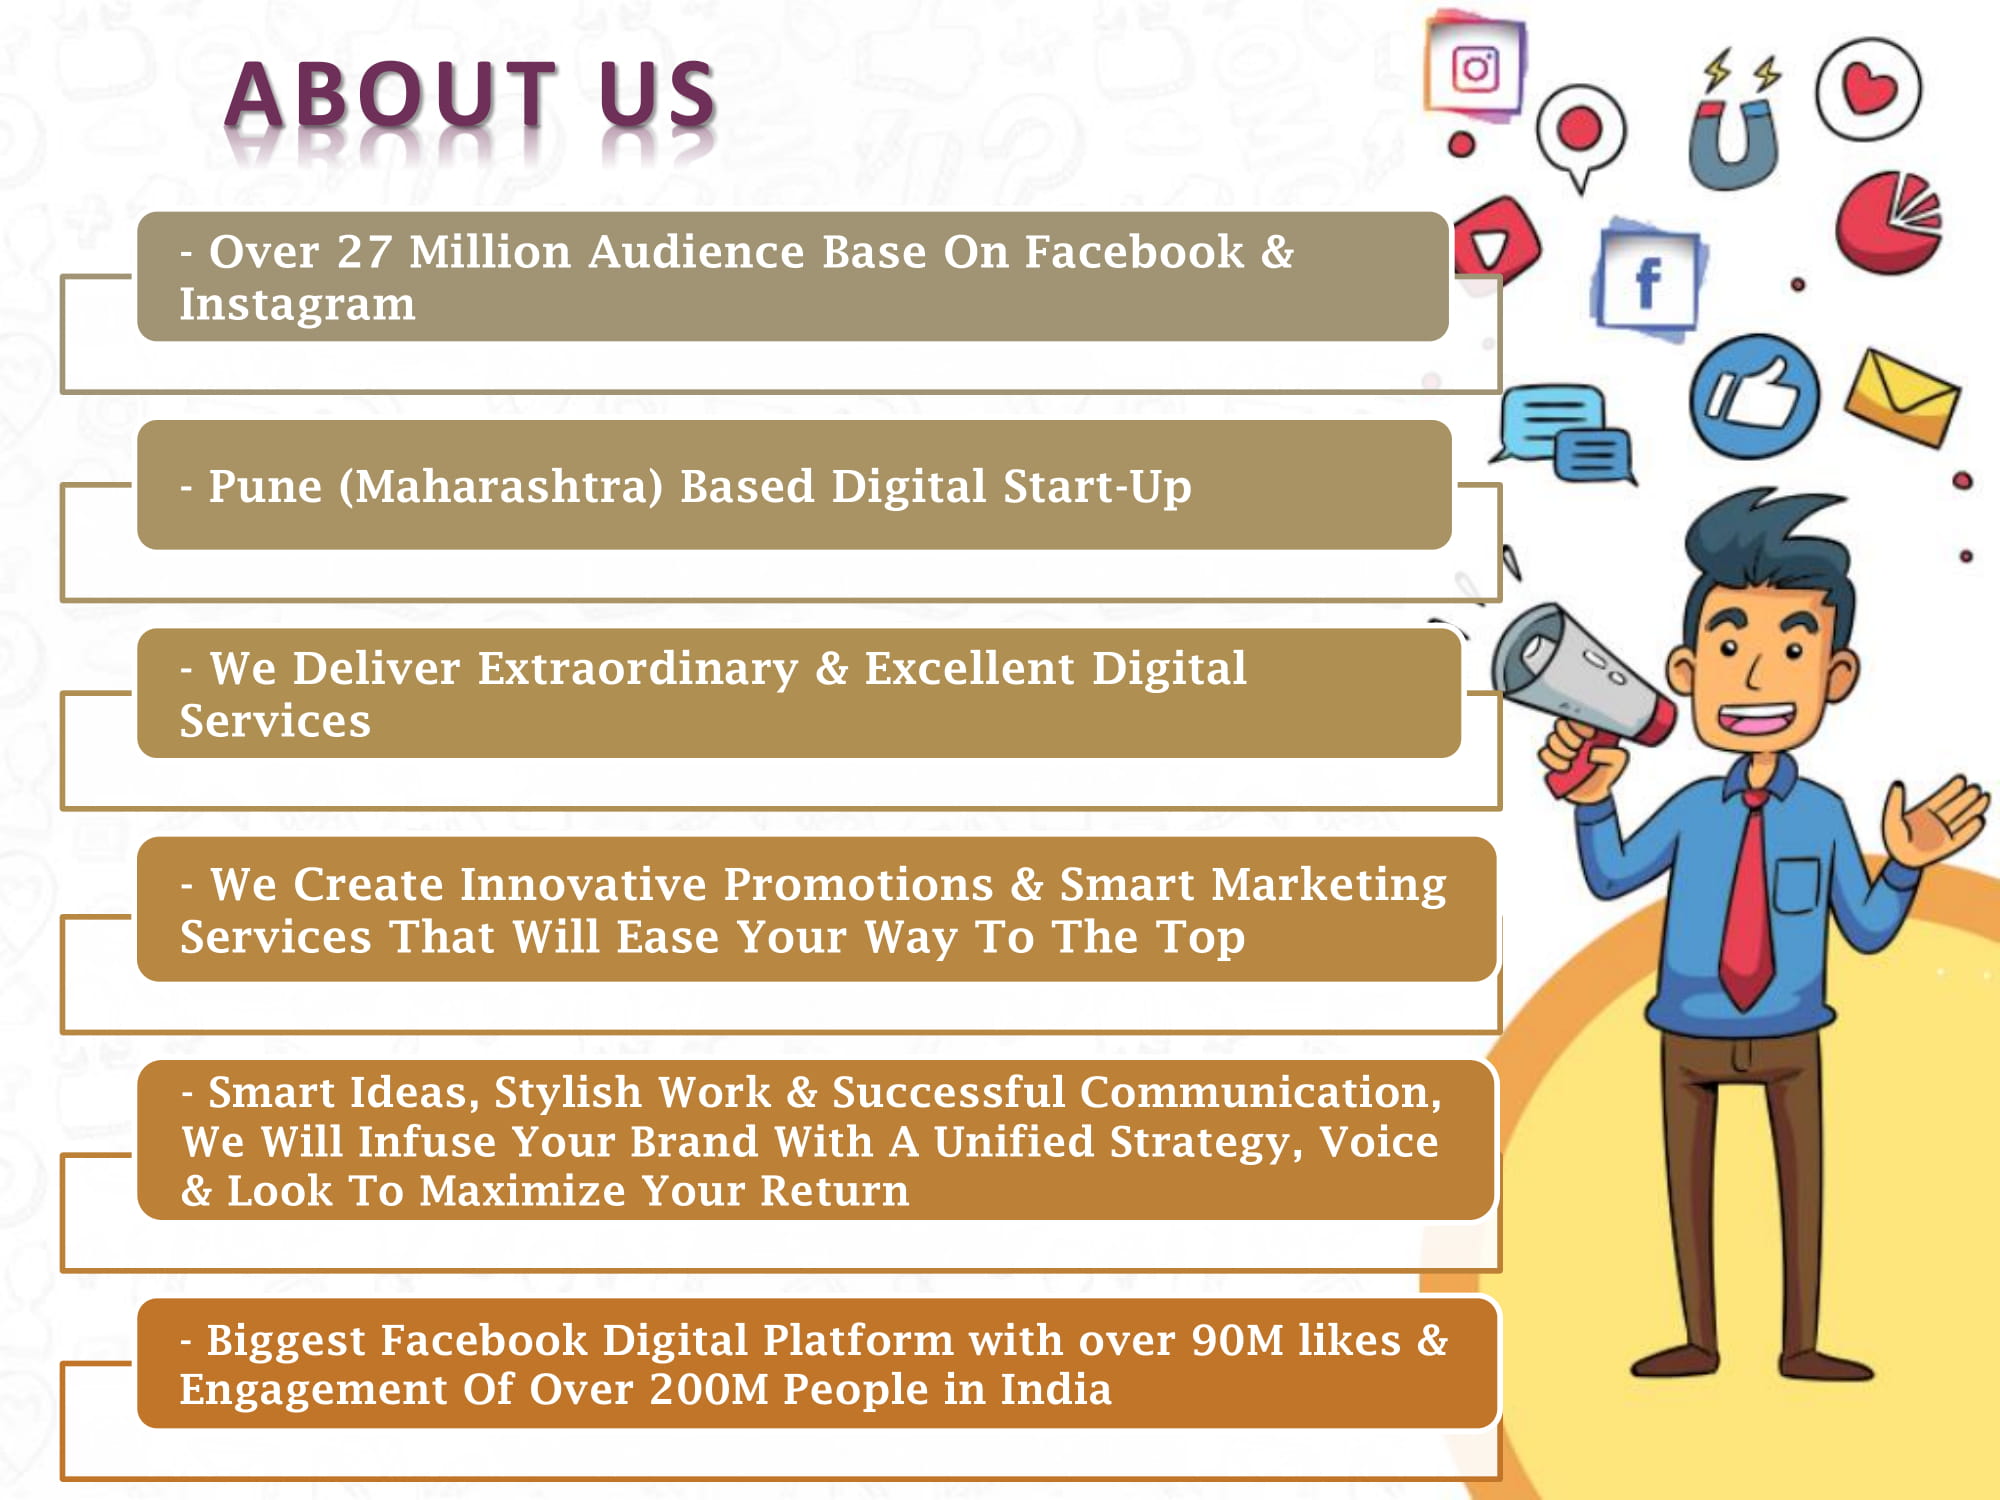 ABOUT US
- Over 27 Million Audience Base On Facebook &
Instagram
- Pune (Maharashtra) Based Digital Start-Up
- We Deliver Extraordinary & Excellent Digital
Services
- We Create Innovative Promotions & Smart Marketing
Services That Will Ease Your Way To The Top
- Smart Ideas, Stylish Work & Successful Communication,
We Will Infuse Your Brand With A Unified Strategy, Voice
& Look To Maximize Your Return
- Biggest Facebook Digital Platform with over 90M likes &
Engagement Of Over 200M People in India